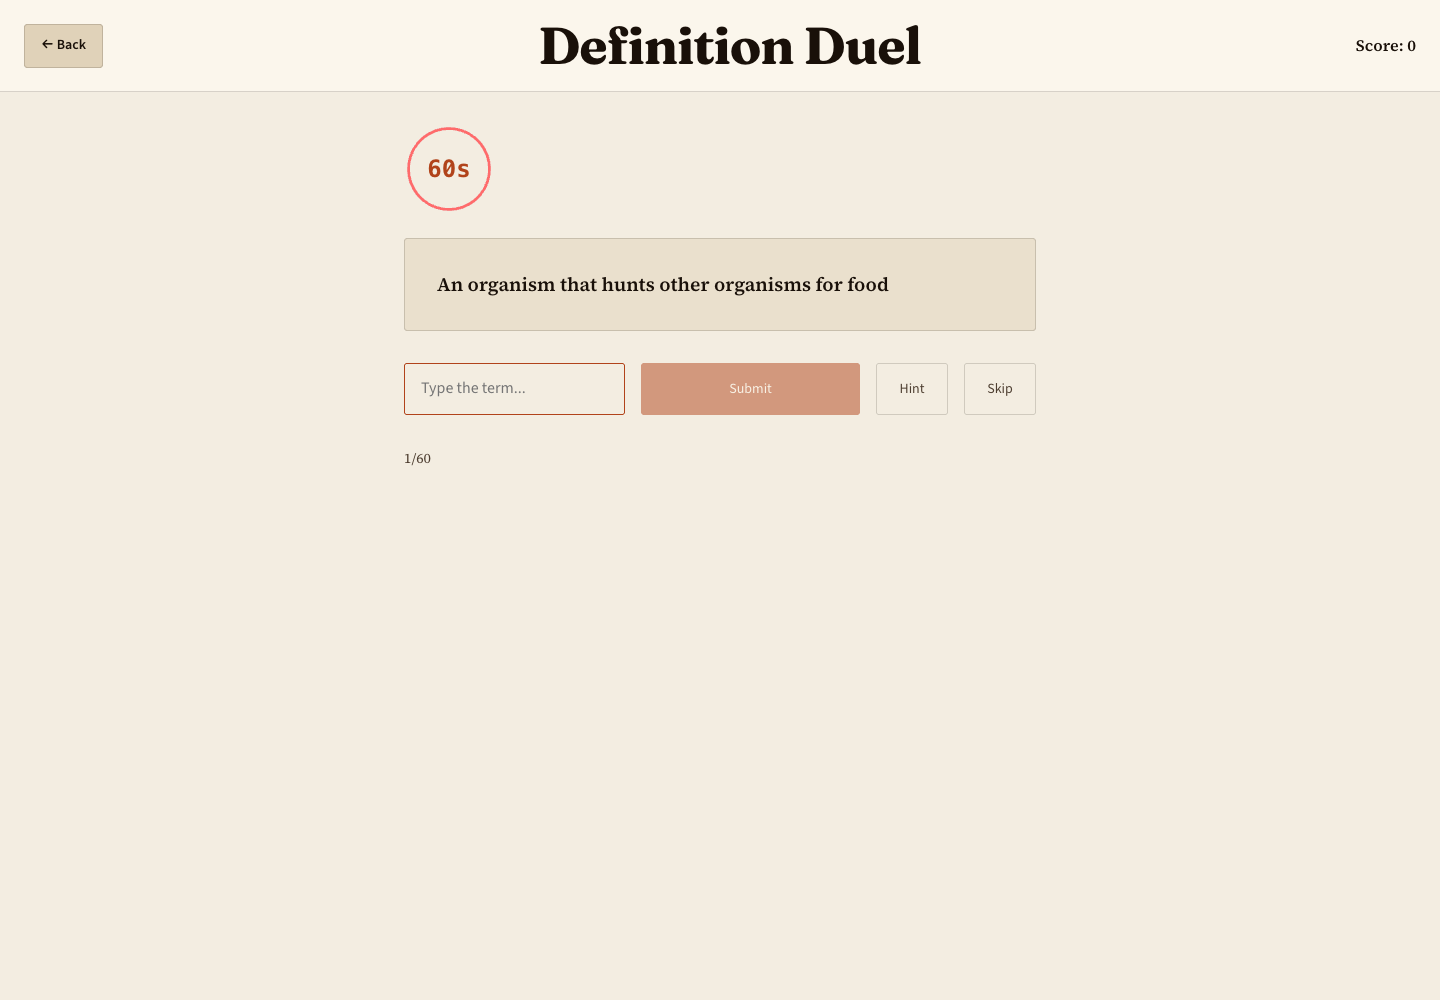 ← Back
Definition Duel
Score: 0
60s
An organism that hunts other organisms for food
Type the term...
Submit
Hint
Skip
1/60